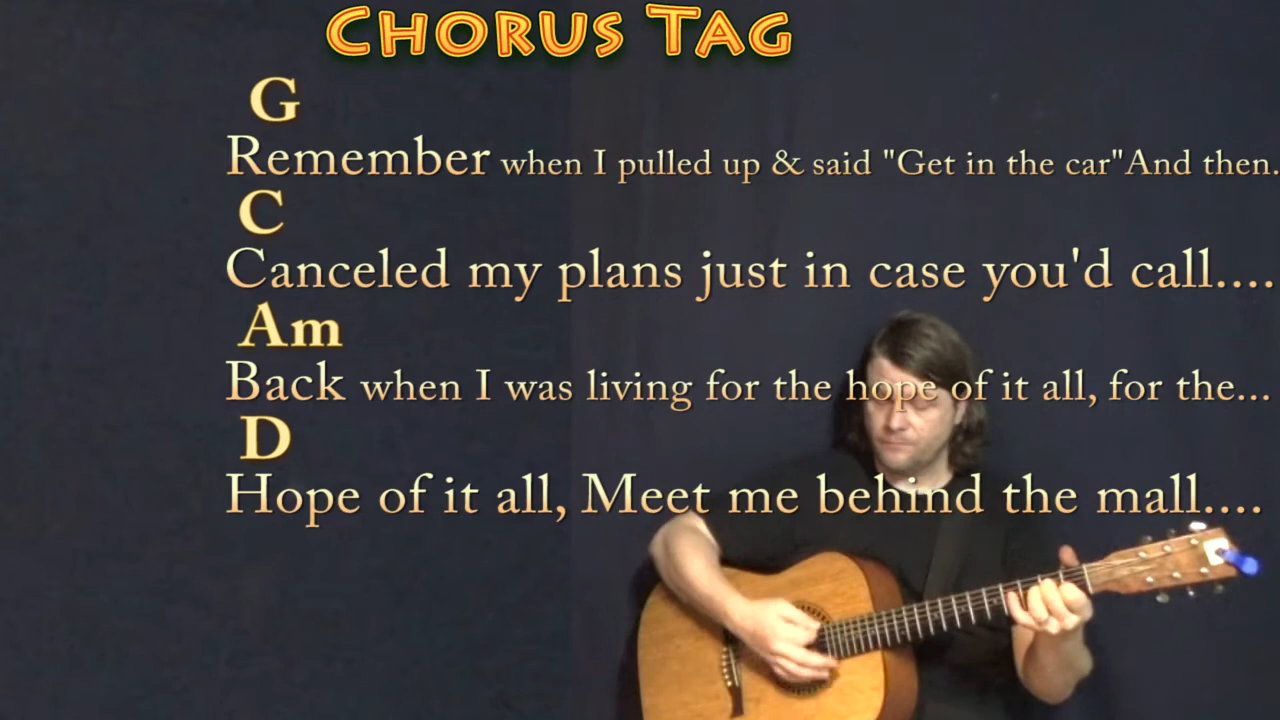 CHORUS TAG
G
Remember when I pulled up & said "Get in the car"And then.
C
Canceled my plans just in case you'd call....
Am
Back when I was living for the hope of it all, for the...
D
Hope of it all, Meet me behind the mall....